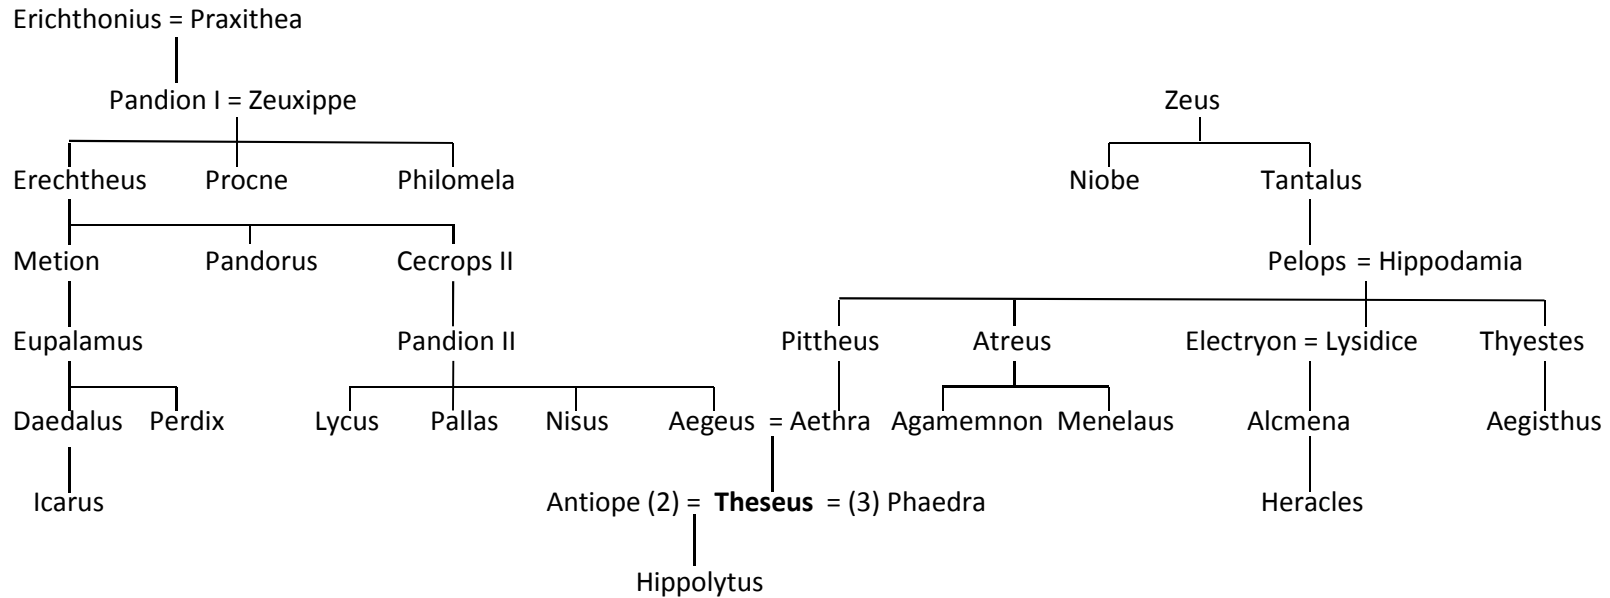 Erichthonius = Praxithea
Pandion I = Zeuxippe Zeus
Erechtheus Procne Philomela Niobe Tantalus
Metion Pandorus Cecrops II Pelops = Hippodamia
Eupalamus Pandion II Pittheus Atreus Electryon = Lysidice Thyestes
Daedalus Perdix Lycus Pallas Nisus Aegeus = Aethra Agamemnon Menelaus Alcmena Aegisthus
Icarus Antiope (2) = Theseus = (3) Phaedra Heracles
Hippolytus